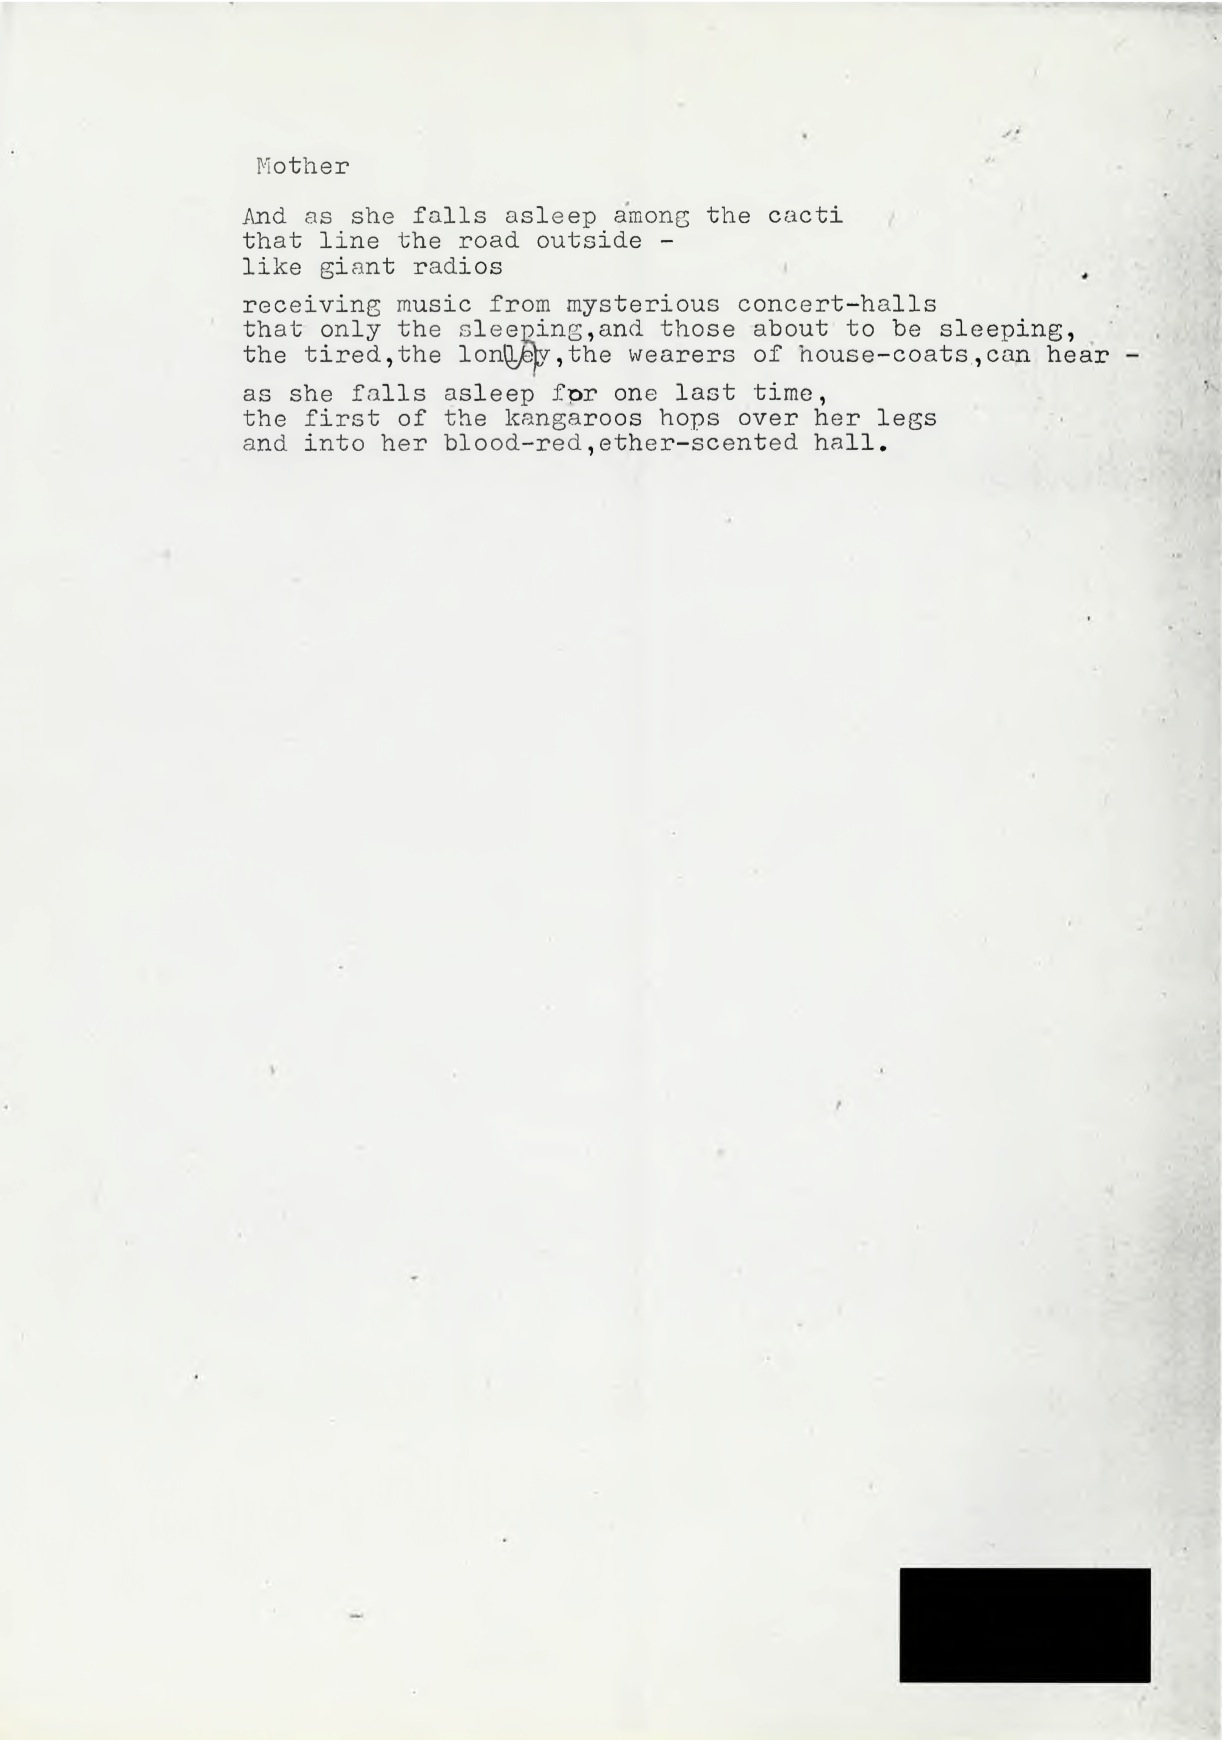 Mother
And as she falls asleep among the cacti
that line the road outside -
like giant radios
receiving music from mysterious concert-halls
that only the sleeping,and those about to be sleeping,
the tired,the lonley,the wearers of house-coats,can hear -
as she falls asleep for one last time,
the first of the kangaroos hops over her legs
and into her blood-red,ether-scented hall.